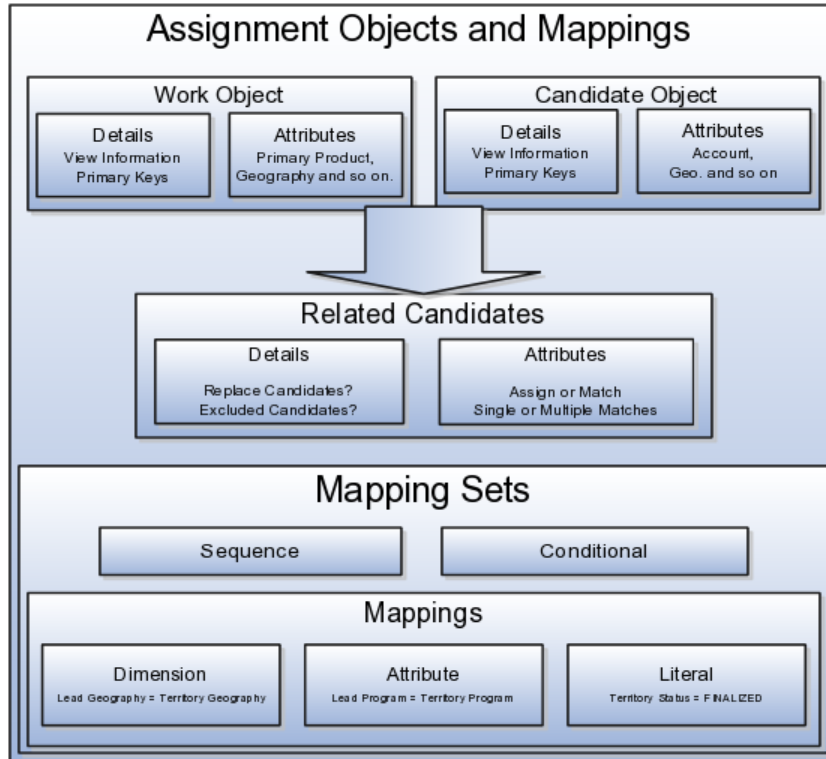 Assignment Objects and Mappings
Work Object
Details
View Information
Primary Keys
Attributes
Primary Product,
Geography and so on.
Candidate Object
Details
View Information
Primary Keys
Attributes
Account,
Geo. and so on
Related Candidates
Details
Replace Candidates?
Excluded Candidates?
Attributes
Assign or Match
Single or Multiple Matches
Mapping Sets
Sequence
Conditional
Mappings
Dimension
Lead Geography = Territory Geography
Attribute
Lead Program = Territory Program
Literal
Territory Status = FINALIZED